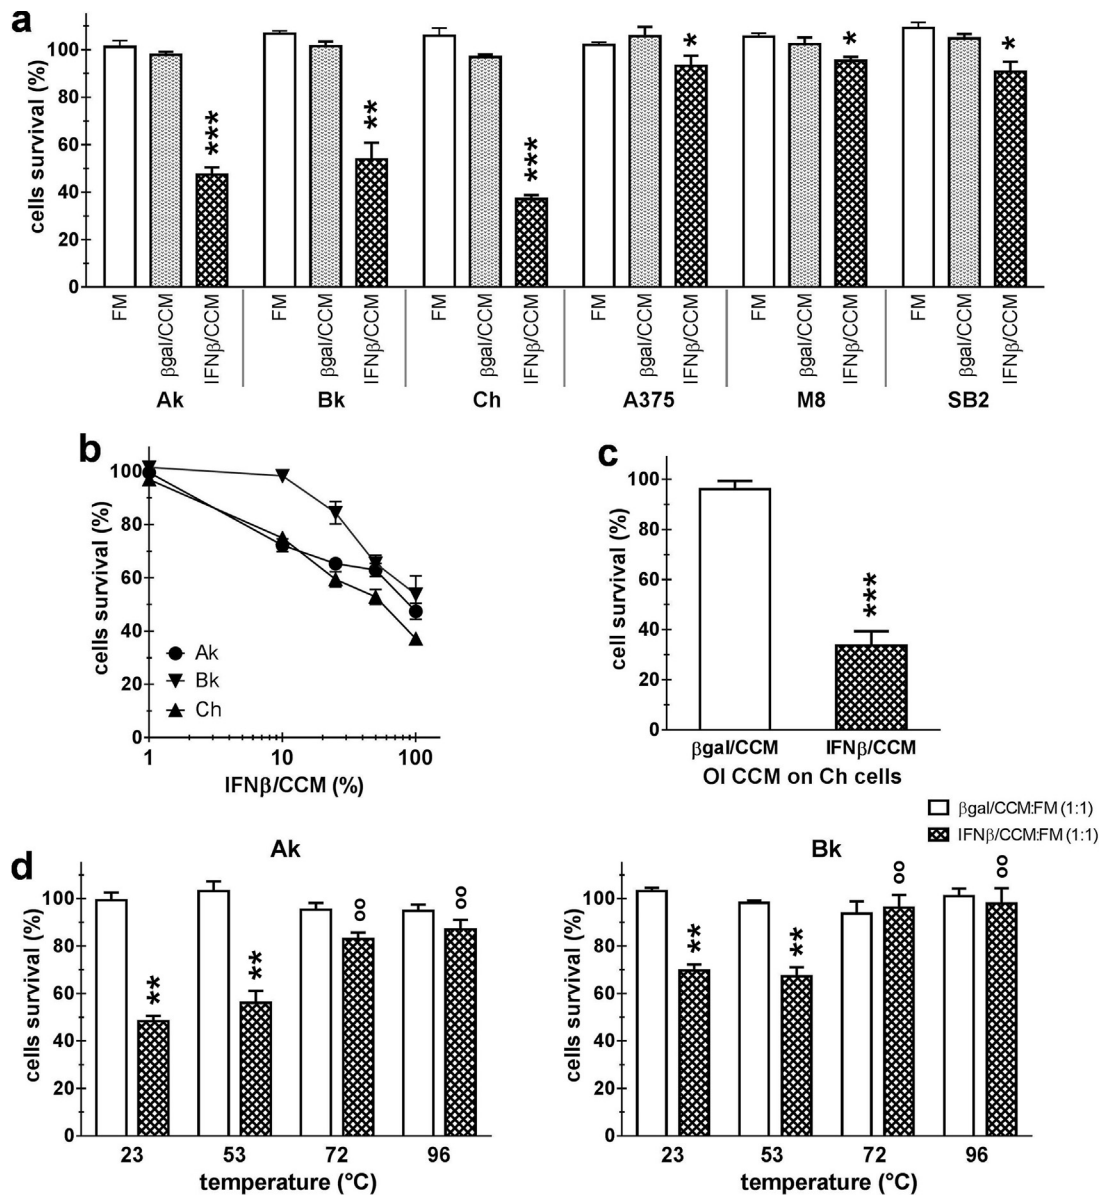 a
cells survival (%)
100
80
60
40
20
0
***
**
***
*
*
*
FM βgal/CCM IFNβ/CCM FM βgal/CCM IFNβ/CCM FM βgal/CCM IFNβ/CCM FM βgal/CCM IFNβ/CCM FM βgal/CCM IFNβ/CCM FM βgal/CCM IFNβ/CCM
Ak Bk Ch A375 M8 SB2
b
cells survival (%)
100
80
60
40
20
0
Ak
Bk
Ch
1 10 100
IFNβ/CCM (%)
c
cell survival (%)
100
80
60
40
20
0
***
βgal/CCM IFNβ/CCM
OI CCM on Ch cells
βgal/CCM:FM (1:1)
IFNβ/CCM:FM (1:1)
d
Ak
cells survival (%)
100
80
60
40
20
0
** ** oo oo
23 53 72 96
temperature (°C)
Bk
cells survival (%)
100
80
60
40
20
0
** ** oo oo
23 53 72 96
temperature (°C)